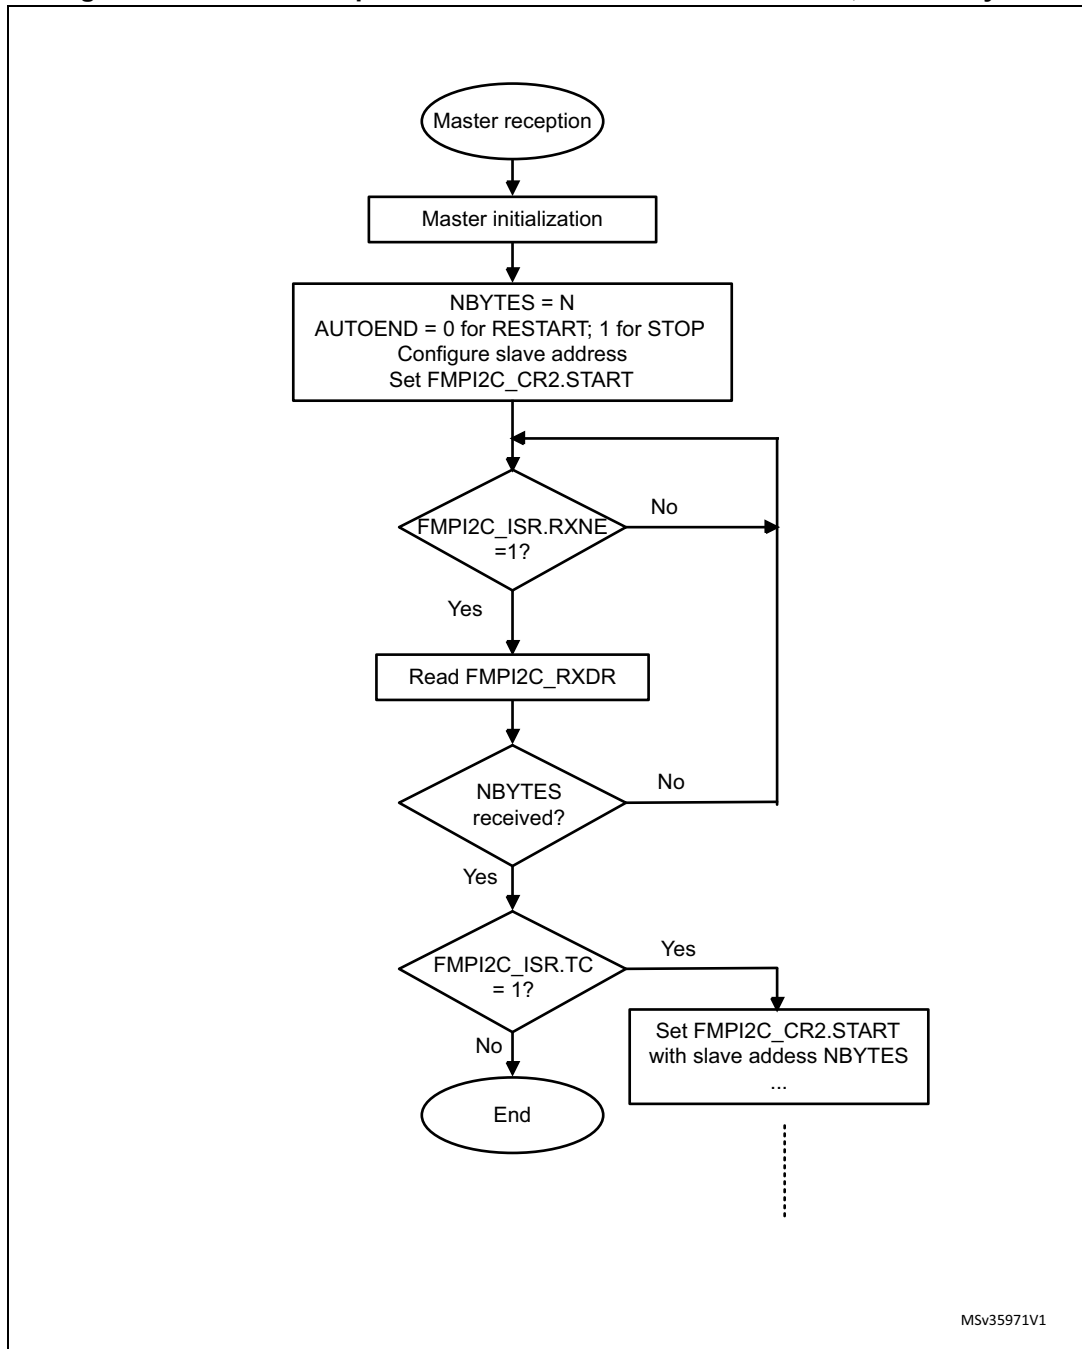 Master reception
Master initialization
NBYTES = N
AUTOEND = 0 for RESTART; 1 for STOP
Configure slave address
Set FMPI2C_CR2.START
FMPI2C_ISR.RXNE
=1?
No
Yes
Read FMPI2C_RXDR
NBYTES
received?
No
Yes
FMPI2C_ISR.TC
= 1?
Yes
No
Set FMPI2C_CR2.START
with slave addess NBYTES
...
End
MSv35971V1